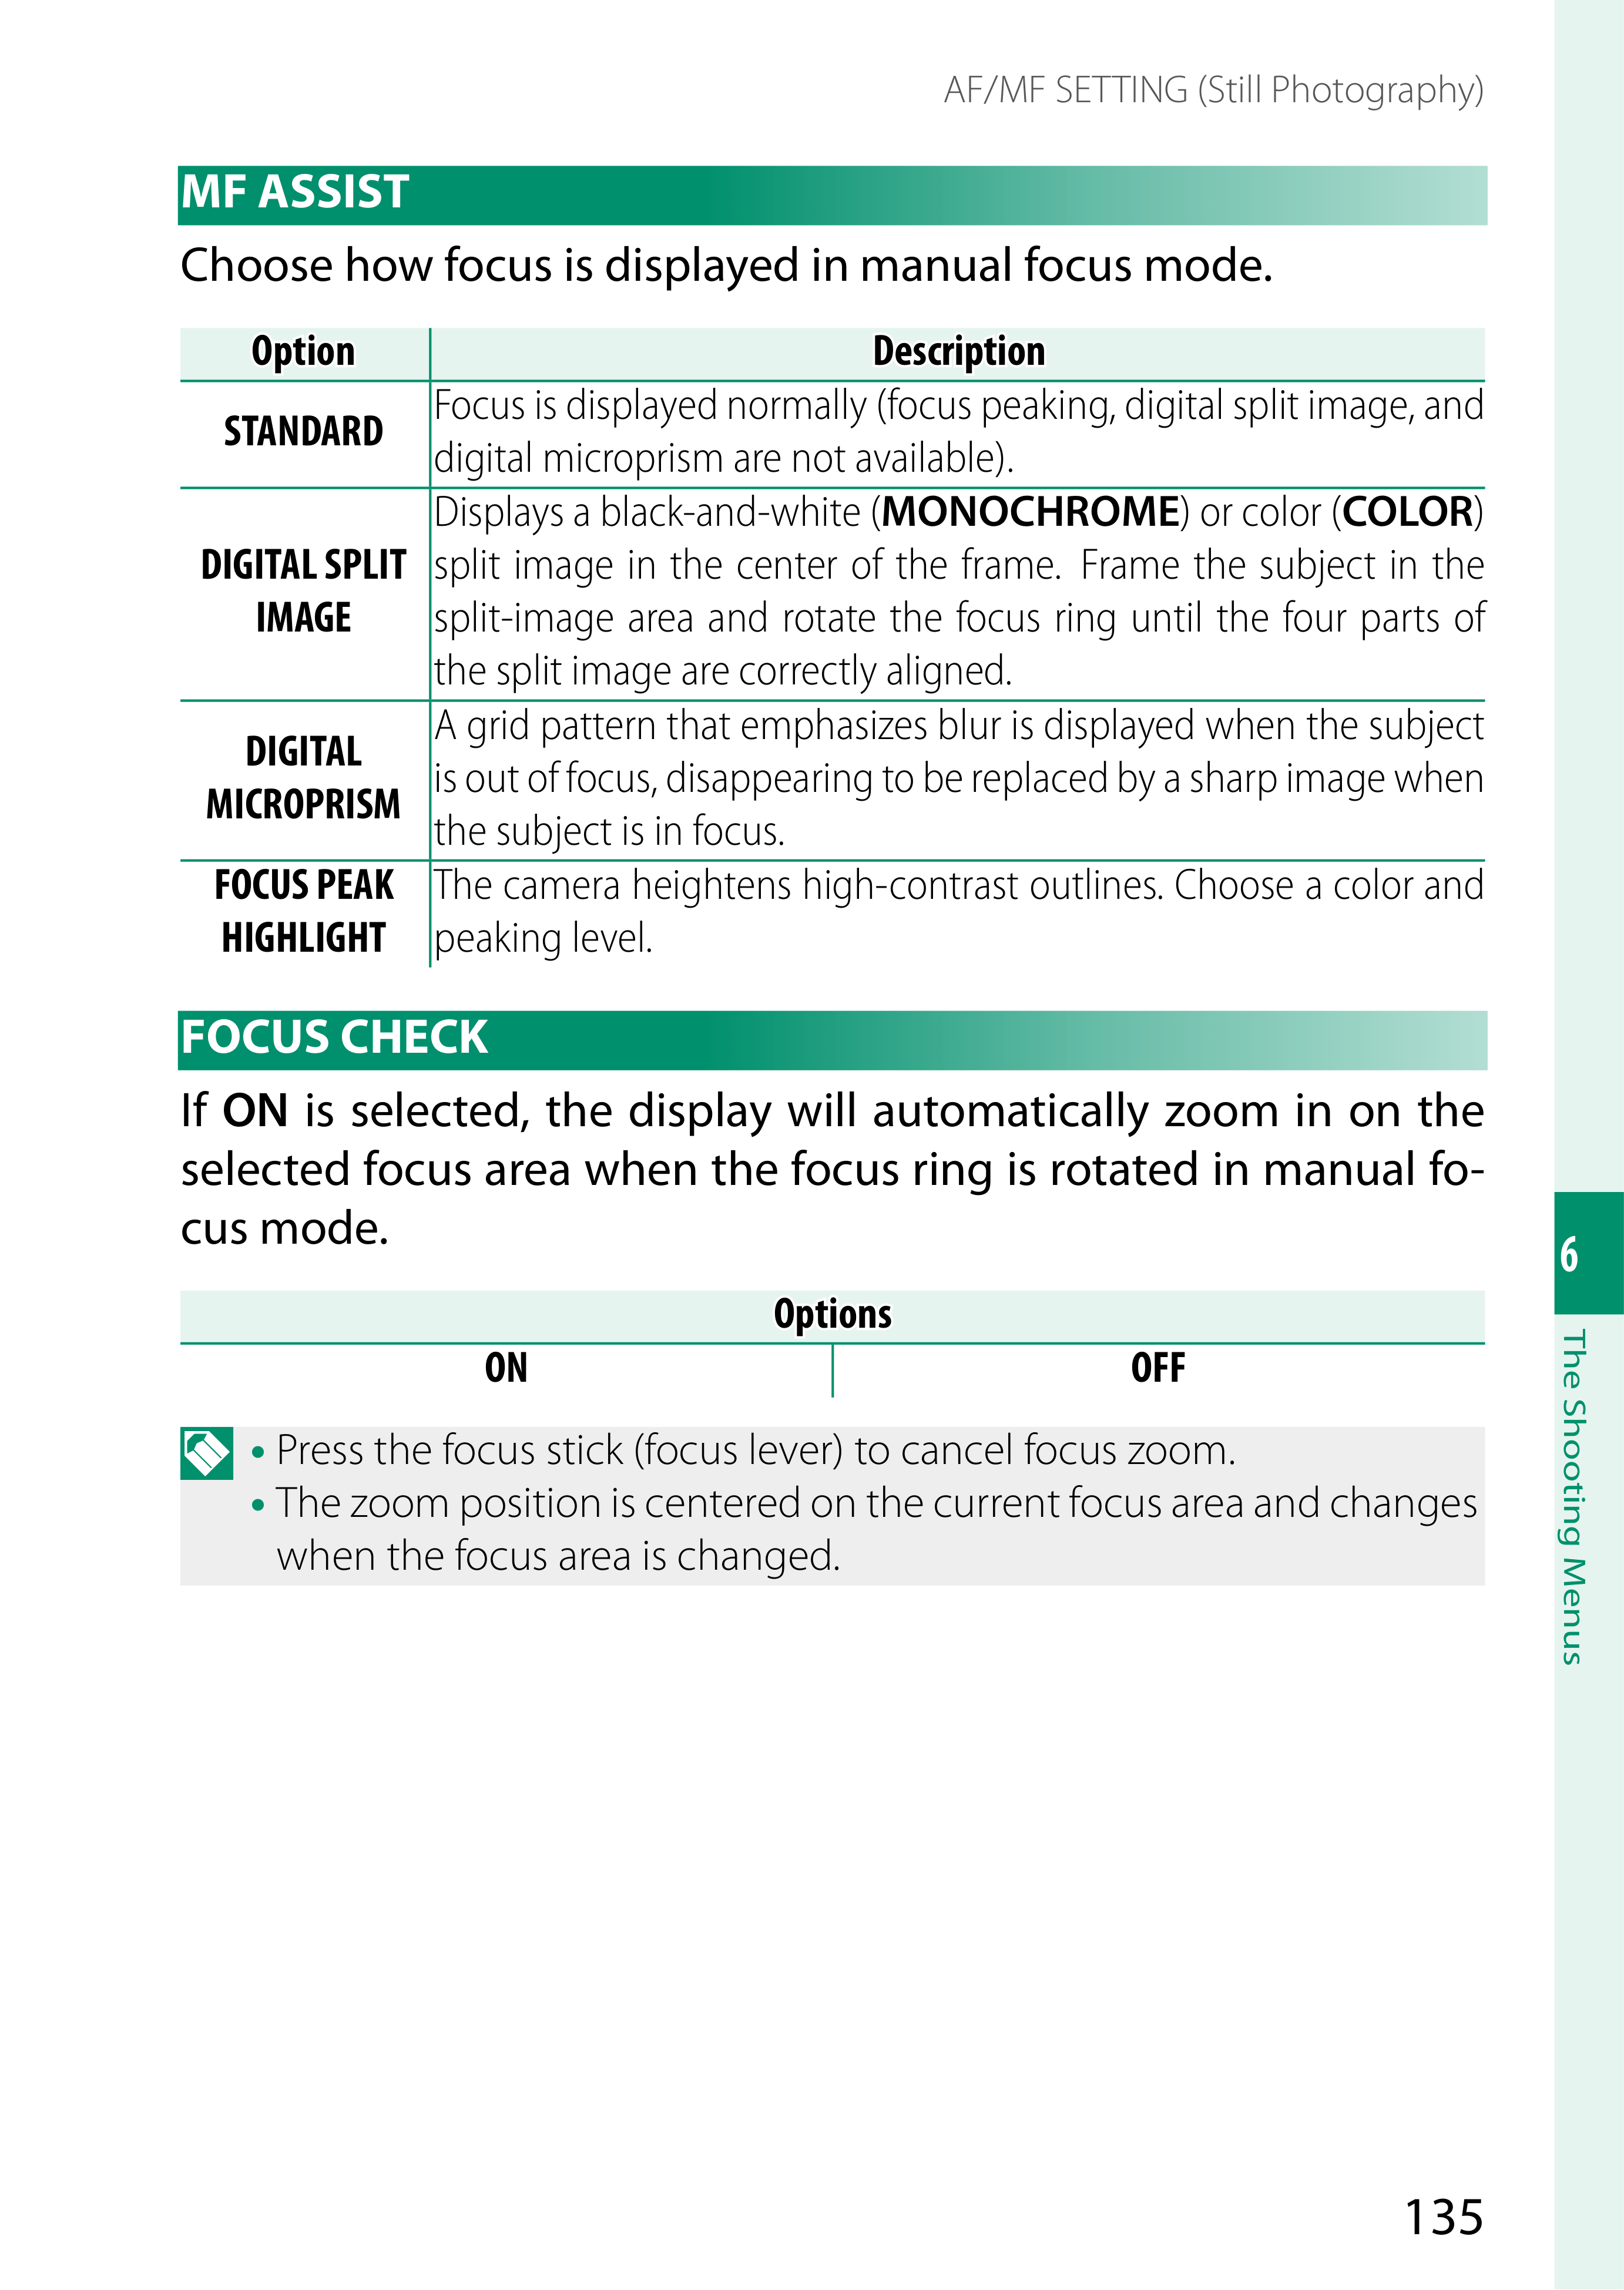 AF/MF SETTING (Still Photography)
MF ASSIST
Choose how focus is displayed in manual focus mode.
Option
Description
STANDARD
Focus is displayed normally (focus peaking, digital split image, and
digital microprism are not available).
DIGITAL SPLIT
IMAGE
Displays a black-and-white (MONOCHROME) or color (COLOR)
split image in the center of the frame. Frame the subject in the
split-image area and rotate the focus ring until the four parts of
the split image are correctly aligned.
DIGITAL
MICROPRISM
A grid pattern that emphasizes blur is displayed when the subject
is out of focus, disappearing to be replaced by a sharp image when
the subject is in focus.
FOCUS PEAK
HIGHLIGHT
The camera heightens high-contrast outlines. Choose a color and
peaking level.
FOCUS CHECK
If ON is selected, the display will automatically zoom in on the
selected focus area when the focus ring is rotated in manual fo-
cus mode.
Options
ON
OFF
• Press the focus stick (focus lever) to cancel focus zoom.
• The zoom position is centered on the current focus area and changes
when the focus area is changed.
6
The Shooting Menus
135